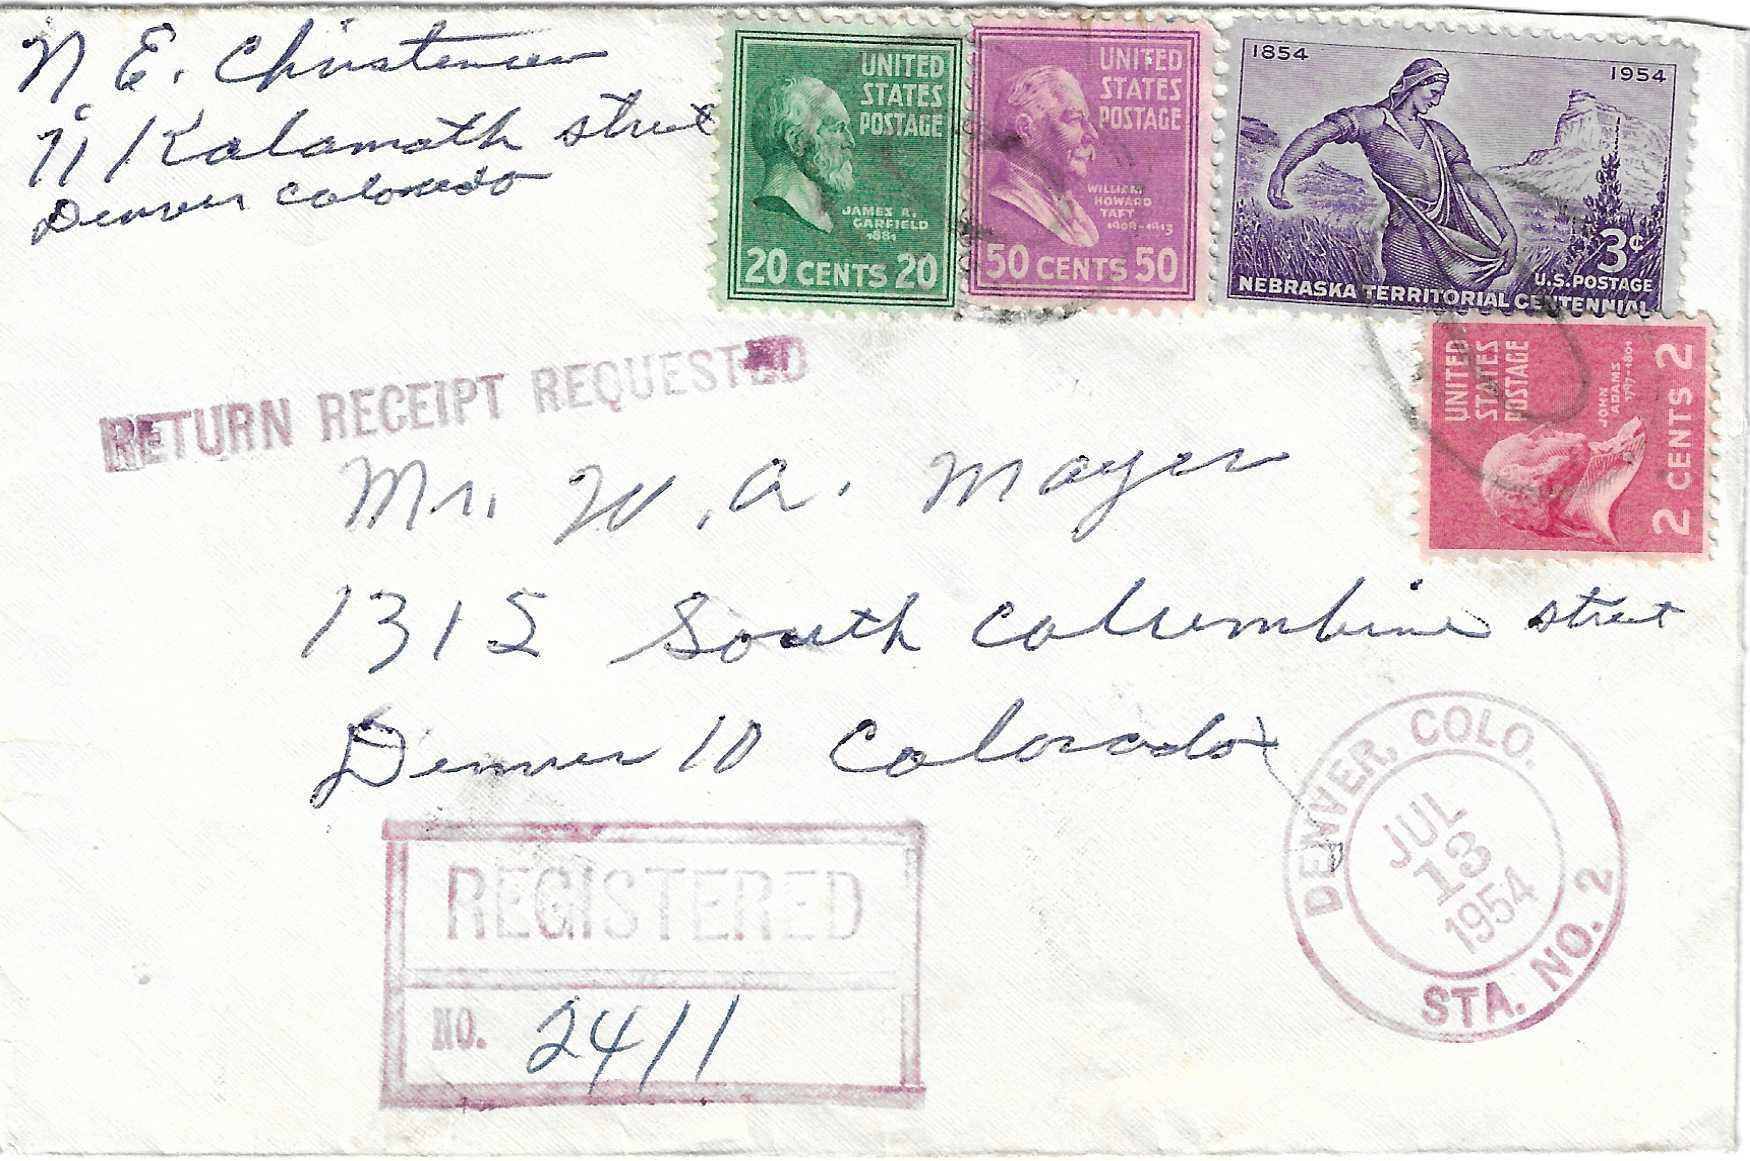 N E. Christensen
71 Kalamath street
Denver Colorado
UNITED
STATES
POSTAGE
JAMES A.
GARFIELD
1881
20 CENTS 20
UNITED
STATES
POSTAGE
WILLIAM
HOWARD
TAFT
1909-1913
50 CENTS 50
1854
1954
3¢
U.S. POSTAGE
NEBRASKA TERRITORIAL CENTENNIAL
UNITED
STATES
POSTAGE
JOHN
ADAMS
1797-1801
2 CENTS 2
RETURN RECEIPT REQUESTED
Mr. W. A. Mayer
1315 South Columbine street
Denver 10 Colorado
REGISTERED
NO. 2411
DENVER, COLO.
JUL
13
1954
STA. NO. 2